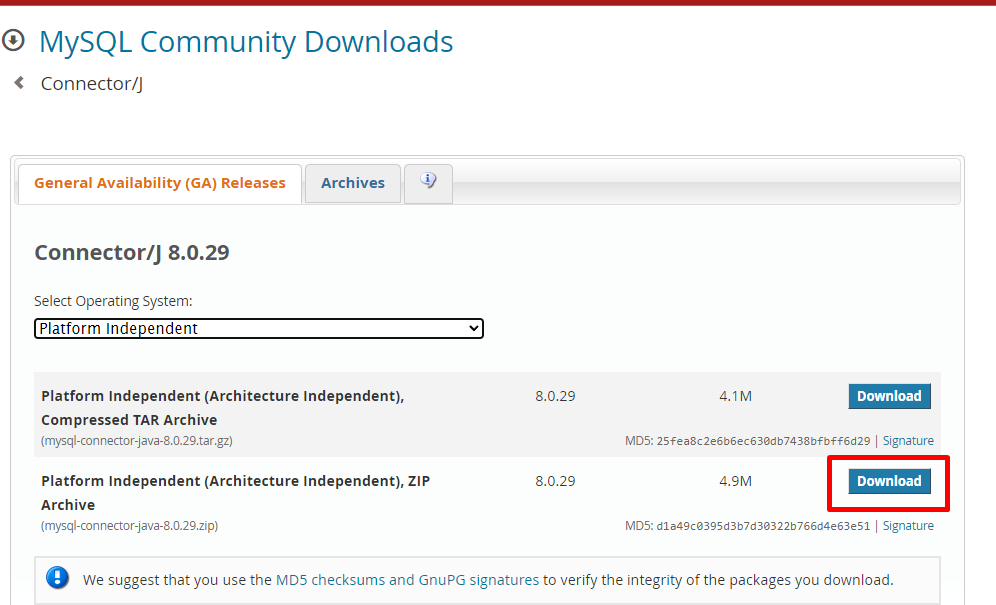 MySQL Community Downloads
Connector/J
General Availability (GA) Releases
Archives
Connector/J 8.0.29
Select Operating System:
Platform Independent
Platform Independent (Architecture Independent), 8.0.29 4.1M Download
Compressed TAR Archive
(mysql-connector-java-8.0.29.tar.gz) MD5: 25fea8c2e6b6ec630db7438bfbff6d29 | Signature
Platform Independent (Architecture Independent), ZIP 8.0.29 4.9M Download
Archive
(mysql-connector-java-8.0.29.zip) MD5: d1a49c0395d3b7d30322b766d4e63e51 | Signature
We suggest that you use the MD5 checksums and GnuPG signatures to verify the integrity of the packages you download.